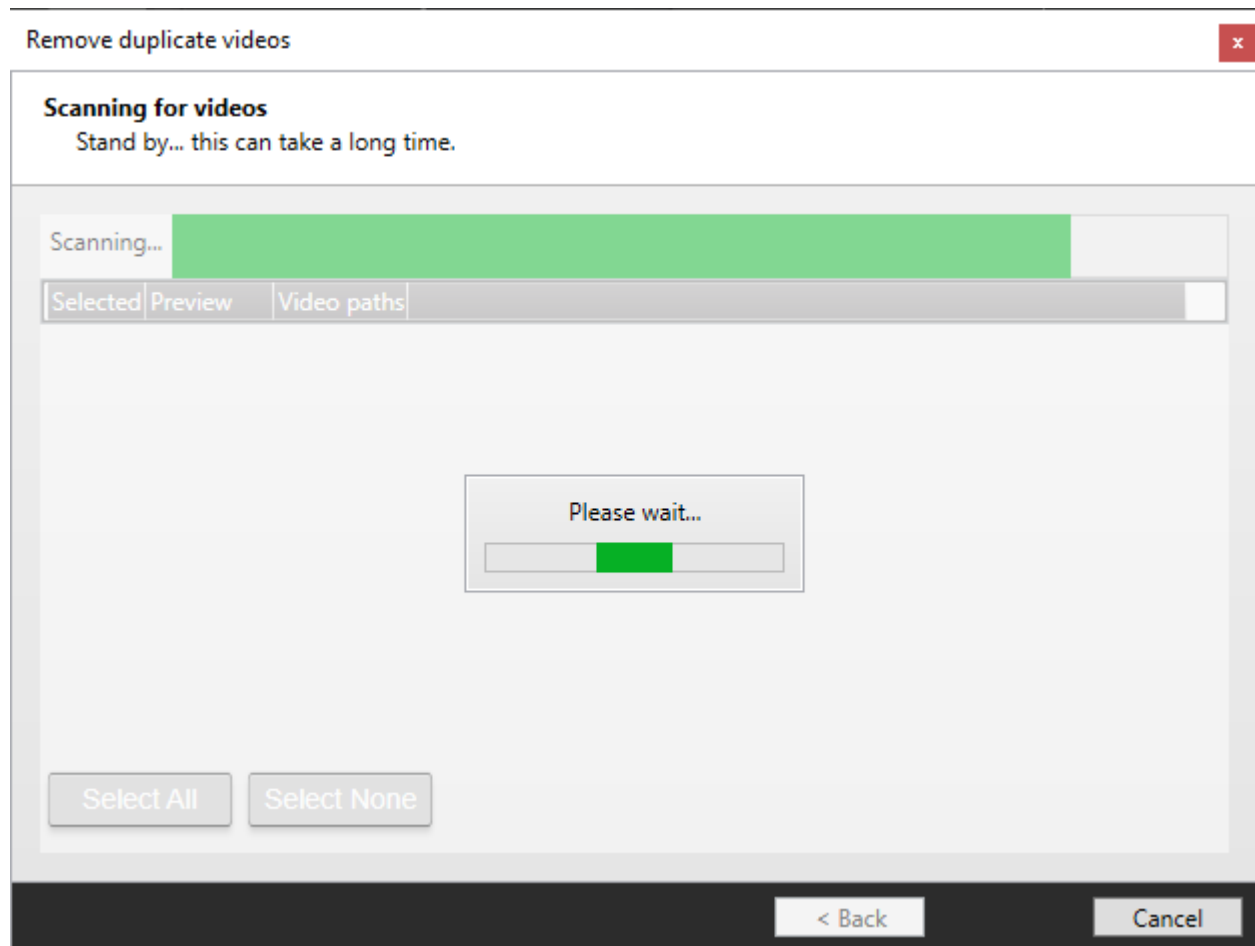 Remove duplicate videos
x
Scanning for videos
Stand by... this can take a long time.
Scanning...
Selected Preview Video paths
Please wait...
Select All Select None
< Back Cancel